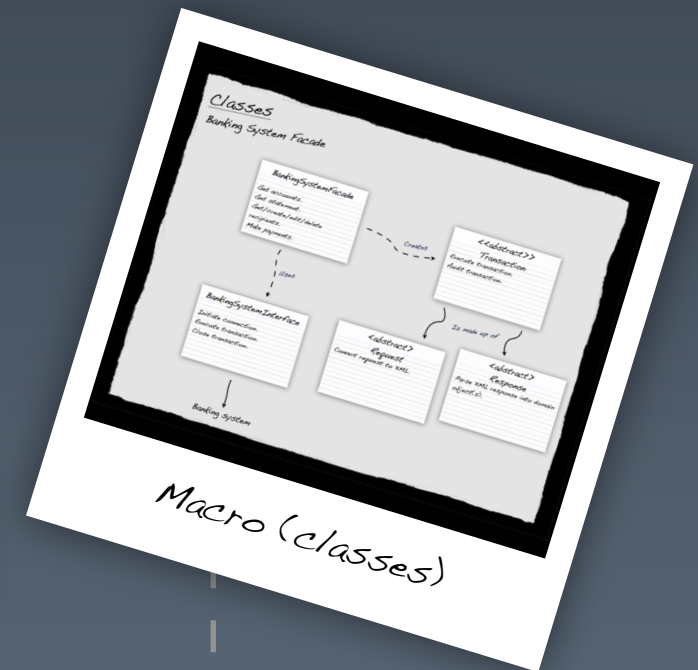 Classes
Banking System Facade
BankingSystemFacade
Get accounts.
Get statement.
Get/create/edit/delete
recipients.
Make payments.
Creates
<<abstract>>
Transaction
Execute transaction.
Audit transaction.
Uses
BankingSystemInterface
Initiate connection.
Execute transaction.
Close transaction.
Is made up of
<abstract>
Request
Convert request to XML.
<abstract>
Response
Parse XML response into domain
object(s).
Banking System
Macro (classes)